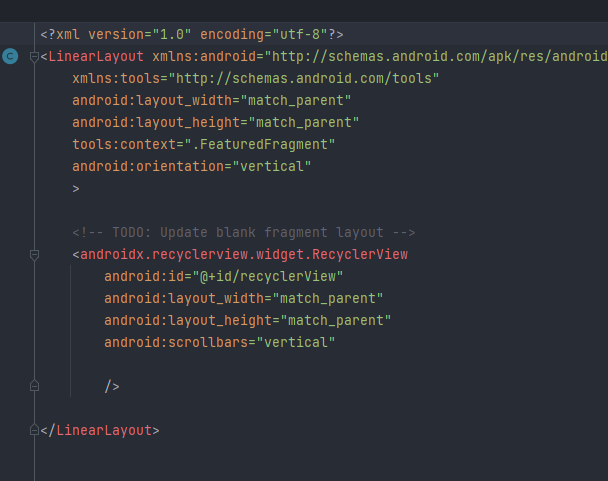 <?xml version="1.0" encoding="utf-8"?>
<LinearLayout xmlns:android="http://schemas.android.com/apk/res/android
xmlns:tools="http://schemas.android.com/tools"
android:layout_width="match_parent"
android:layout_height="match_parent"
tools:context=".FeaturedFragment"
android:orientation="vertical"
>
<!-- TODO: Update blank fragment layout -->
<androidx.recyclerview.widget.RecyclerView
android:id="@+id/recyclerView"
android:layout_width="match_parent"
android:layout_height="match_parent"
android:scrollbars="vertical"
/>
</LinearLayout>